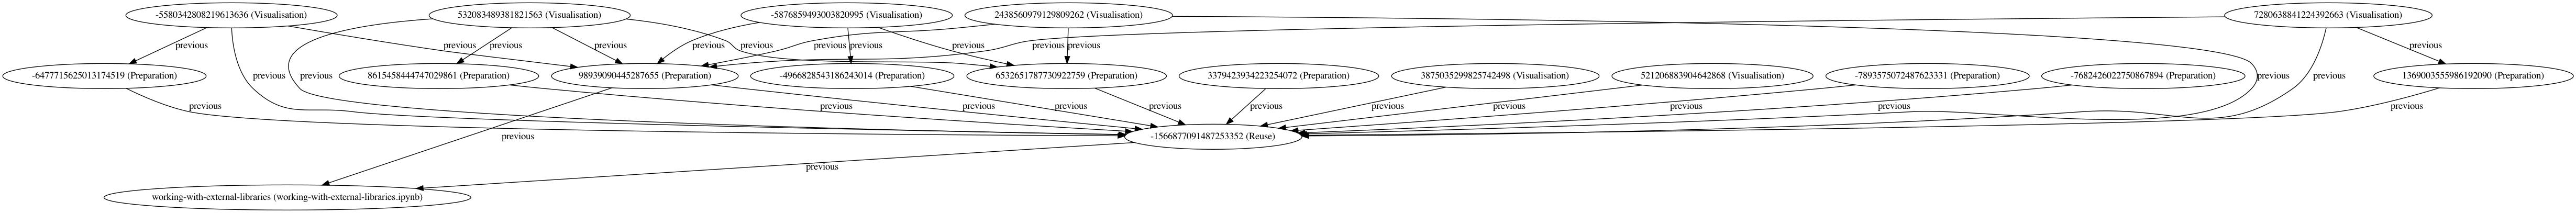 -5580342808219613636 (Visualisation)
532083489381821563 (Visualisation)
-5876859493003820995 (Visualisation)
2438560979129809262 (Visualisation)
7280638841224392663 (Visualisation)
previous
previous
previous
previous
previous
previous
previous
previous
previous
previous
previous
previous
-6477715625013174519 (Preparation)
previous
previous
8615458444747029861 (Preparation)
98939090445287655 (Preparation)
-4966828543186243014 (Preparation)
6532651787730922759 (Preparation)
3379423934223254072 (Preparation)
3875035299825742498 (Visualisation)
521206883904642868 (Visualisation)
-7893575072487623331 (Preparation)
-7682426022750867894 (Preparation)
previous
previous
1369003555986192090 (Preparation)
previous
previous
previous
previous
previous
previous
previous
previous
previous
previous
previous
previous
-1566877091487253352 (Reuse)
previous
working-with-external-libraries (working-with-external-libraries.ipynb)